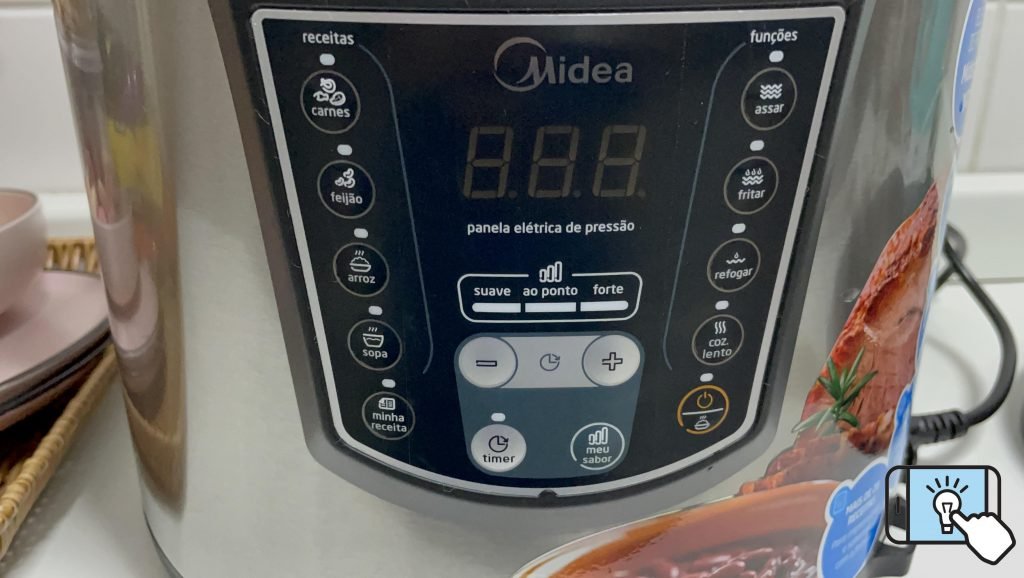 receitas
carnes
feijão
arroz
sopa
minha
receita
Midea
panela elétrica de pressão
suave ao ponto forte
timer
meu
sabor
funções
assar
fritar
refogar
coz.
lento